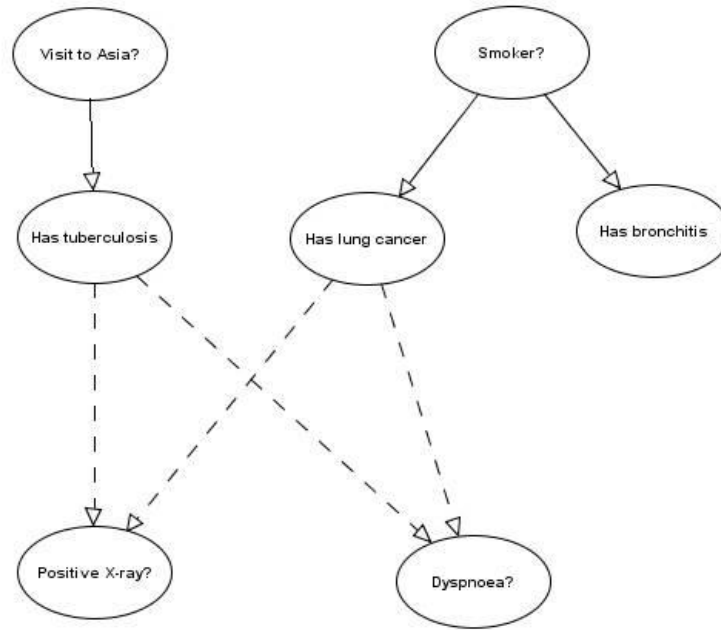 Visit to Asia?
Smoker?
Has tuberculosis
Has lung cancer
Has bronchitis
Positive X-ray?
Dyspnoea?